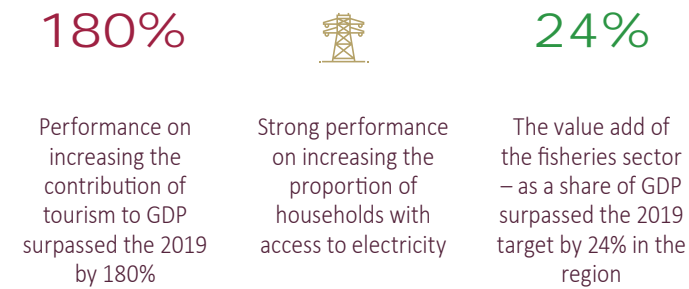 180%
Performance on
increasing the
contribution of
tourism to GDP
surpassed the 2019
by 180%
Strong performance
on increasing the
proportion of
households with
access to electricity
24%
The value add of
the fisheries sector
– as a share of GDP
surpassed the 2019
target by 24% in the
region